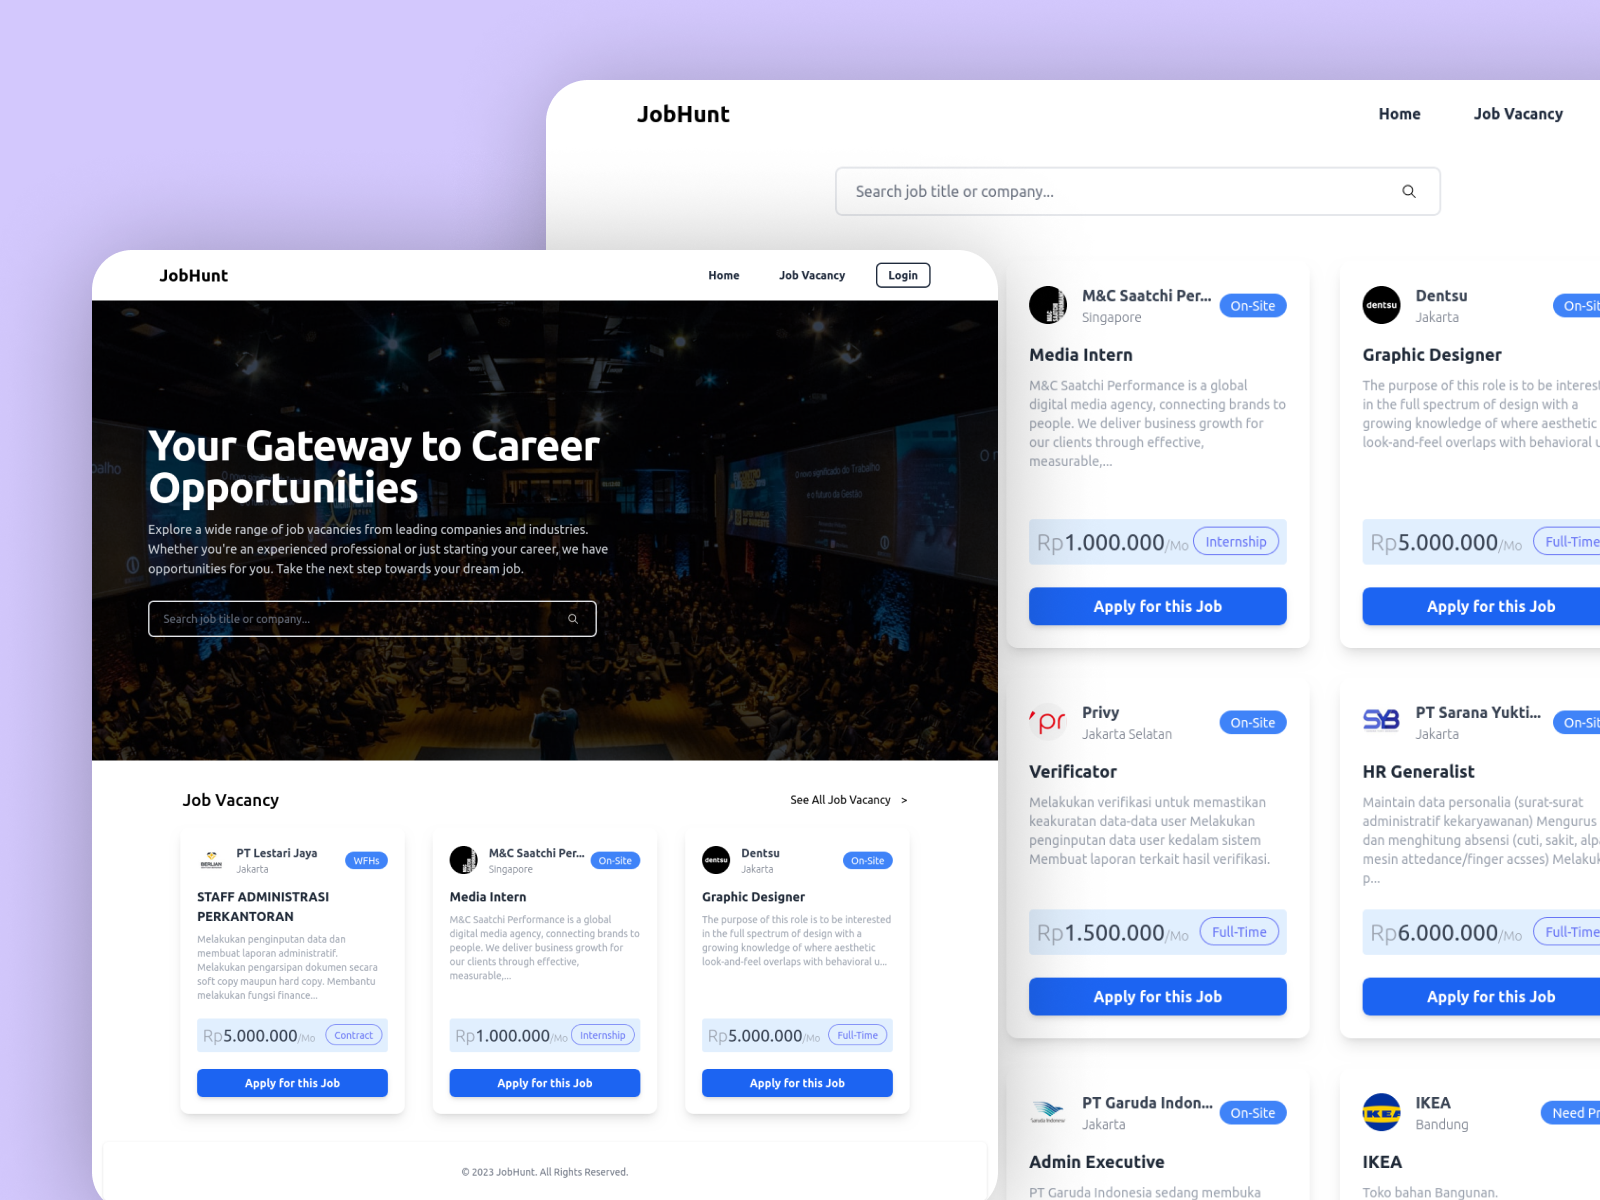 JobHunt
Home
Job Vacancy
Search job title or company...
M&C Saatchi Per...
Singapore
On-Site
Media Intern
M&C Saatchi Performance is a global
digital media agency, connecting brands to
people. We deliver business growth for
our clients through effective,
measurable,...
Rp1.000.000/Mo
Internship
Apply for this Job
dentsu
Dentsu
Jakarta
On-Sit
Graphic Designer
The purpose of this role is to be interes
in the full spectrum of design with a
growing knowledge of where aesthetic
look-and-feel overlaps with behavioral u
Rp5.000.000/Mo
Full-Time
Apply for this Job
'pr
Privy
Jakarta Selatan
On-Site
Verificator
Melakukan verifikasi untuk memastikan
keakuratan data-data user Melakukan
penginputan data user kedalam sistem
Membuat laporan terkait hasil verifikasi.
Rp1.500.000/Mo
Full-Time
Apply for this Job
SYB
PT Sarana Yukti...
Jakarta
On-Sit
HR Generalist
Maintain data personalia (surat-surat
administratif kekaryawanan) Mengurus
dan menghitung absensi (cuti, sakit, alp
mesin attedance/finger acsses) Melakuk
p...
Rp6.000.000/Mo
Full-Time
Apply for this Job
Garuda Indonesia
PT Garuda Indon...
Jakarta
On-Site
Admin Executive
PT Garuda Indonesia sedang membuka
IKEA
IKEA
Bandung
Need Pr
IKEA
Toko bahan Bangunan.
JobHunt
Home
Job Vacancy
Login
Your Gateway to Career
Opportunities
Explore a wide range of job vacancies from leading companies and industries.
Whether you're an experienced professional or just starting your career, we have
opportunities for you. Take the next step towards your dream job.
Search job title or company...
balho
O novo significado do Trabalho
e o futuro da Gestão
Job Vacancy
See All Job Vacancy >
BERLIAN
PT Lestari Jaya
Jakarta
WFHs
STAFF ADMINISTRASI
PERKANTORAN
Melakukan penginputan data dan
membuat laporan administratif.
Melakukan pengarsipan dokumen secara
soft copy maupun hard copy. Membantu
melakukan fungsi finance...
Rp5.000.000/Mo
Contract
Apply for this Job
M&C Saatchi Per...
Singapore
On-Site
Media Intern
M&C Saatchi Performance is a global
digital media agency, connecting brands to
people. We deliver business growth for
our clients through effective,
measurable,...
Rp1.000.000/Mo
Internship
Apply for this Job
dentsu
Dentsu
Jakarta
On-Site
Graphic Designer
The purpose of this role is to be interested
in the full spectrum of design with a
growing knowledge of where aesthetic
look-and-feel overlaps with behavioral u...
Rp5.000.000/Mo
Full-Time
Apply for this Job
© 2023 JobHunt. All Rights Reserved.